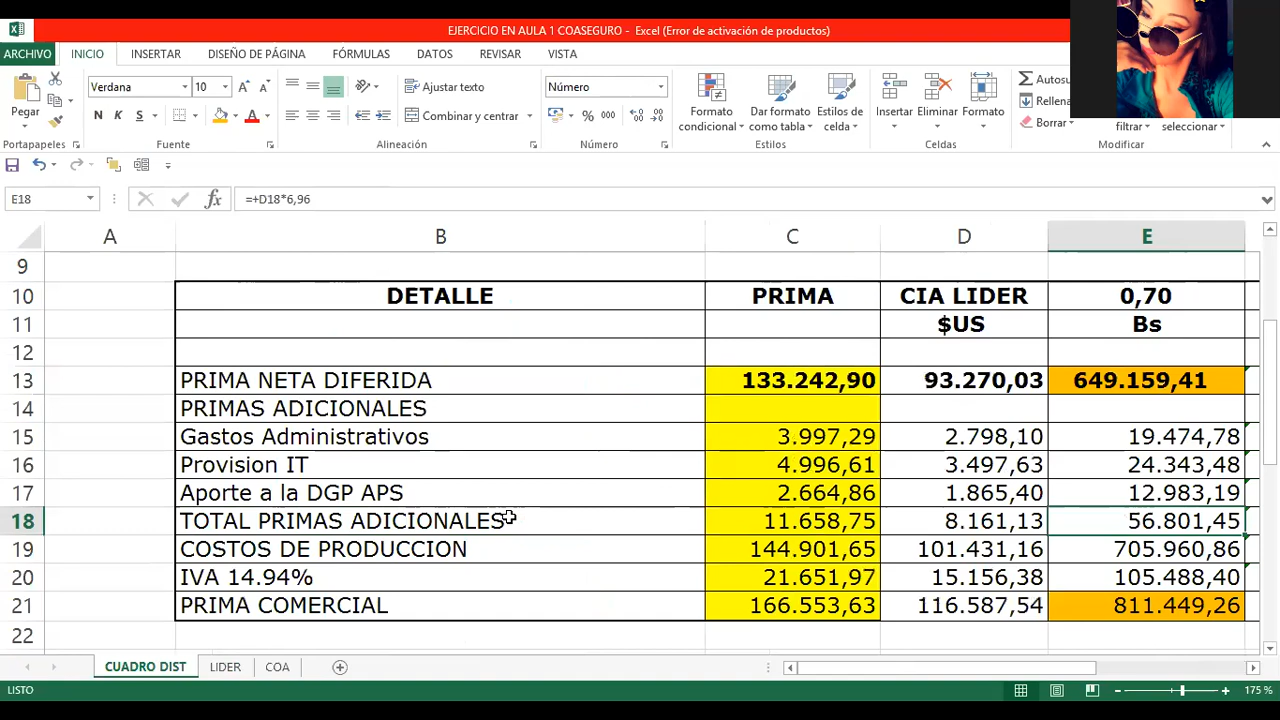 EJERCICIO EN AULA 1 COASEGURO - Excel (Error de activación de productos)
ARCHIVO INICIO INSERTAR DISEÑO DE PÁGINA FÓRMULAS DATOS REVISAR VISTA
Verdana 10 Ajustar texto Número Autosu
Pegar N K S Combinar y centrar % 000 Formato condicional Dar formato como tabla Estilos de celda Insertar Eliminar Formato Rellena Borrar filtrar seleccionar
Portapapeles Fuente Alineación Número Estilos Celdas Modificar
E18 fx =+D18*6,96
A B C D E
9
10 DETALLE PRIMA CIA LIDER 0,70
11 $US Bs
12
13 PRIMA NETA DIFERIDA 133.242,90 93.270,03 649.159,41
14 PRIMAS ADICIONALES
15 Gastos Administrativos 3.997,29 2.798,10 19.474,78
16 Provision IT 4.996,61 3.497,63 24.343,48
17 Aporte a la DGP APS 2.664,86 1.865,40 12.983,19
18 TOTAL PRIMAS ADICIONALES 11.658,75 8.161,13 56.801,45
19 COSTOS DE PRODUCCION 144.901,65 101.431,16 705.960,86
20 IVA 14.94% 21.651,97 15.156,38 105.488,40
21 PRIMA COMERCIAL 166.553,63 116.587,54 811.449,26
22
CUADRO DIST LIDER COA
LISTO 175 %